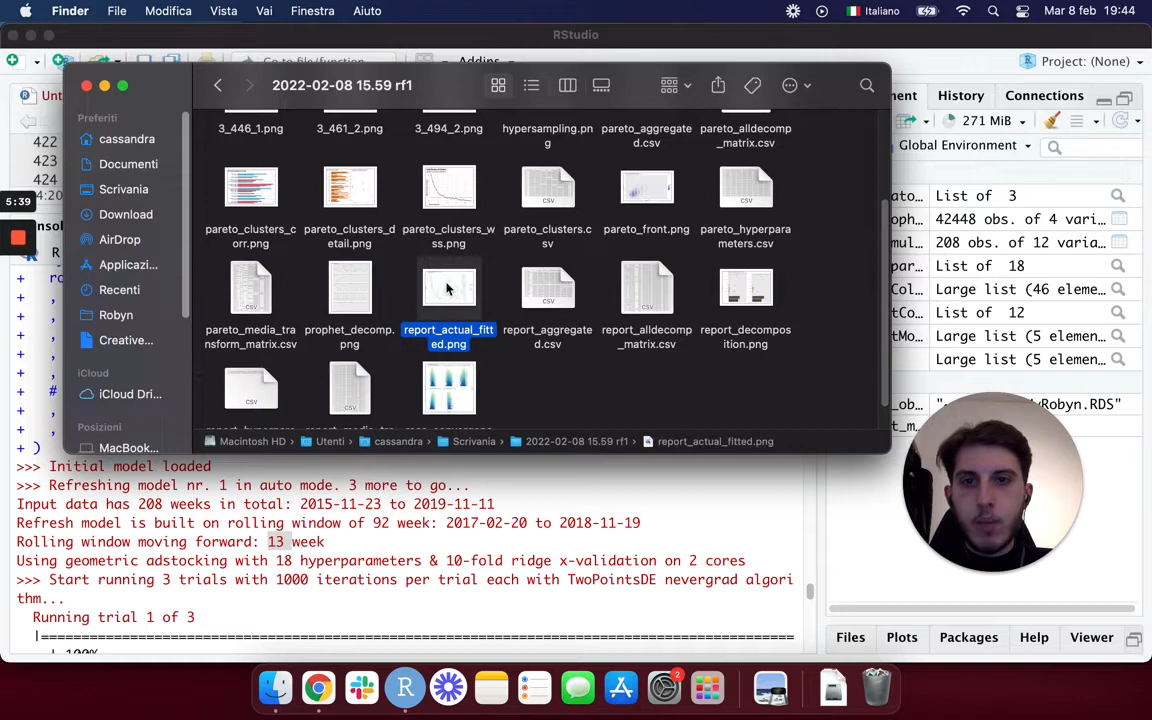 Finder File Modifica Vista Vai Finestra Aiuto Italiano Mar 8 feb 19:44
RStudio
Go to file/function Addins Project: (None)
2022-02-08 15.59 rf1
Unt
History Connections
271 MiB
Global Environment
422
423
424
5:39
Preferiti
cassandra
Documenti
Scrivania
Download
AirDrop
Applicazi...
Recenti
Robyn
Creative...
iCloud
iCloud Dri...
Posizioni
MacBook...
3_446_1.png 3_461_2.png 3_494_2.png hypersampling.png pareto_aggregated.csv pareto_alldecomp_matrix.csv
pareto_clusters_corr.png pareto_clusters_detail.png pareto_clusters_wss.png pareto_clusters.csv pareto_front.png pareto_hyperparameters.csv
pareto_media_transform_matrix.csv prophet_decomp.png report_actual_fitted.png report_aggregated.csv report_alldecomp_matrix.csv report_decomposition.png
Macintosh HD Utenti cassandra Scrivania 2022-02-08 15.59 rf1 report_actual_fitted.png
List of 3
42448 obs. of 4 varia...
208 obs. of 12 varia...
List of 18
Large list (46 eleme...
List of 12
Large list (5 elemen...
Large list (5 elemen...
+ )
>>> Initial model loaded
>>> Refreshing model nr. 1 in auto mode. 3 more to go...
Input data has 208 weeks in total: 2015-11-23 to 2019-11-11
Refresh model is built on rolling window of 92 week: 2017-02-20 to 2018-11-19
Rolling window moving forward: 13 week
Using geometric adstocking with 18 hyperparameters & 10-fold ridge x-validation on 2 cores
>>> Start running 3 trials with 1000 iterations per trial each with TwoPointsDE nevergrad algori
thm...
Running trial 1 of 3
Files Plots Packages Help Viewer
2